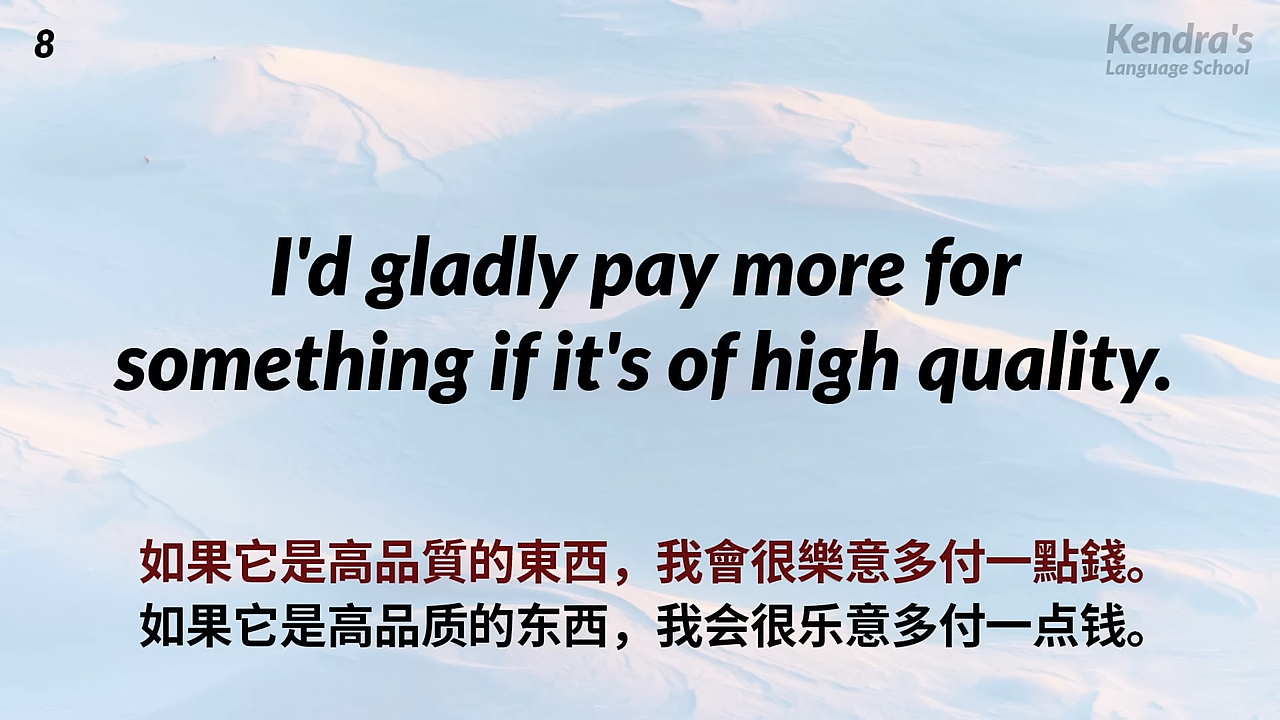 8
Kendra's
Language School
I'd gladly pay more for
something if it's of high quality.
如果它是高品質的東西，我會很樂意多付一點錢。
如果它是高品质的东西，我会很乐意多付一点钱。